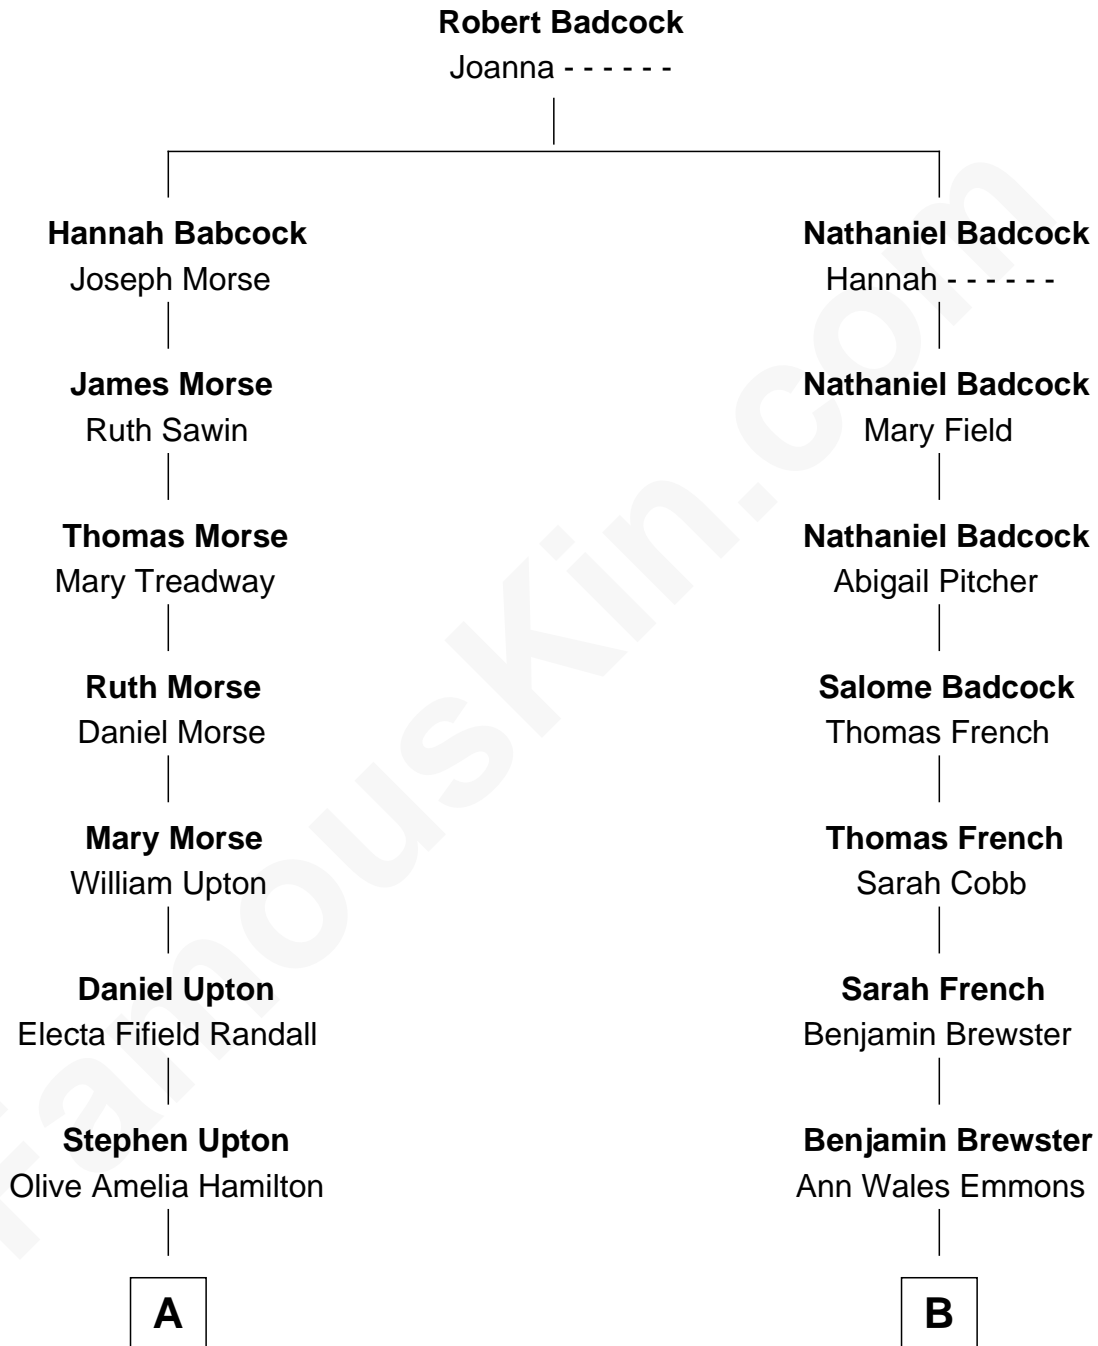 Robert Badcock
Joanna - - - - - -
Hannah Babcock
Joseph Morse
James Morse
Ruth Sawin
Thomas Morse
Mary Treadway
Ruth Morse
Daniel Morse
Mary Morse
William Upton
Daniel Upton
Electa Fifield Randall
Stephen Upton
Olive Amelia Hamilton
A
Nathaniel Badcock
Hannah - - - - - -
Nathaniel Badcock
Mary Field
Nathaniel Badcock
Abigail Pitcher
Salome Badcock
Thomas French
Thomas French
Sarah Cobb
Sarah French
Benjamin Brewster
Benjamin Brewster
Ann Wales Emmons
B
FamousKin.com